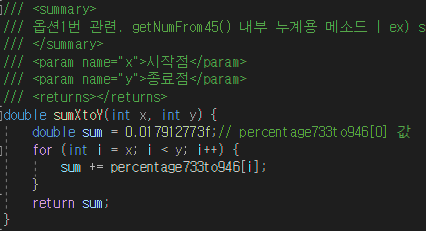 /// <summary>
/// 옵션1번 관련. getNumFrom45() 내부 누계용 메소드 | ex) s
/// </summary>
/// <param name="x">시작점</param>
/// <param name="y">종료점</param>
/// <returns></returns>
double sumXtoY(int x, int y) {
double sum = 0.017912773f;// percentage733to946[0] 값
for (int i = x; i < y; i++) {
sum += percentage733to946[i];
}
return sum;
}